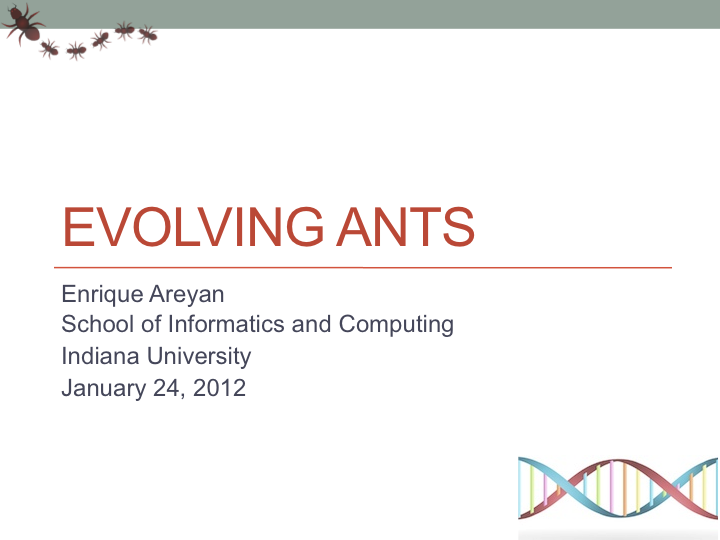 EVOLVING ANTS
Enrique Areyan
School of Informatics and Computing
Indiana University
January 24, 2012